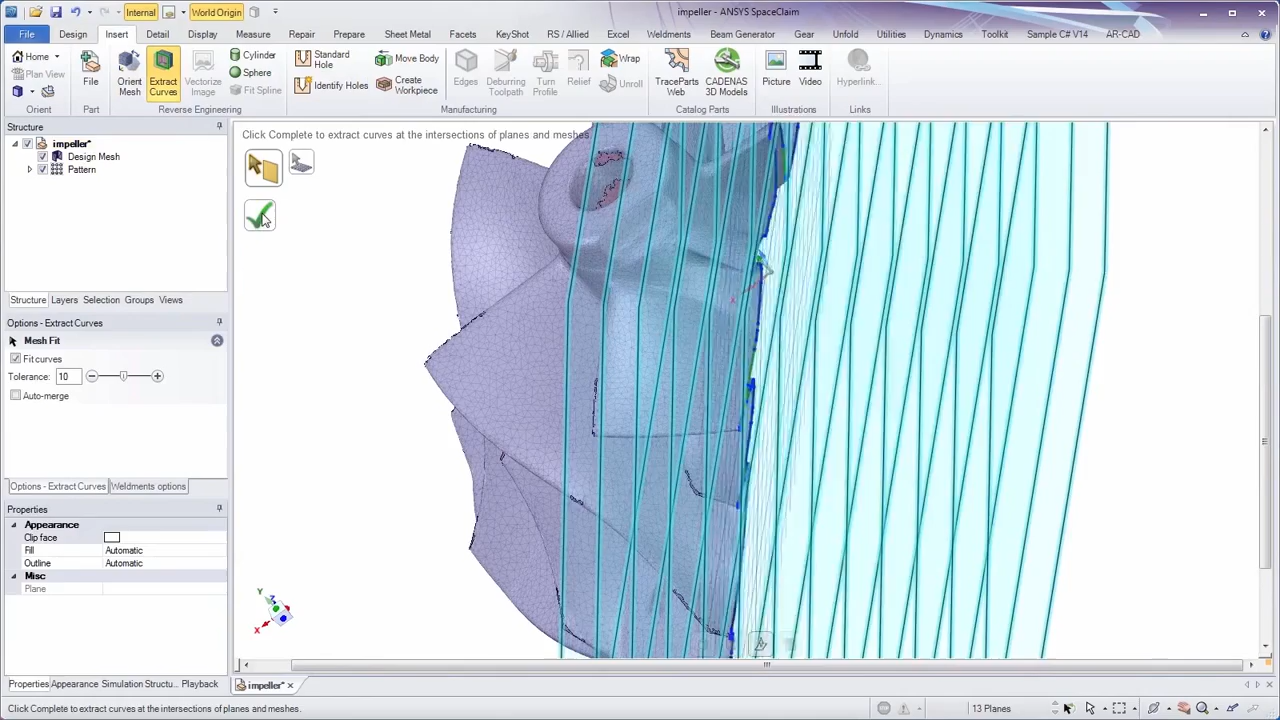 impeller - ANSYS SpaceClaim
Internal World Origin
File Design Insert Detail Display Measure Repair Prepare Sheet Metal Facets KeyShot RS / Allied Excel Weldments Beam Generator Gear Unfold Utilities Dynamics Toolkit Sample C# V14 AR-CAD
Home
Plan View
Orient
File
Part
Orient Mesh
Extract Curves
Vectorize Image
Cylinder
Sphere
Fit Spline
Reverse Engineering
Standard Hole
Identify Holes
Move Body
Create Workpiece
Edges
Deburring Toolpath
Turn Profile
Relief
Wrap
Unroll
Manufacturing
TraceParts Web
CADENAS 3D Models
Catalog Parts
Picture
Video
Illustrations
Hyperlink...
Links
Structure
impeller*
Design Mesh
Pattern
Structure Layers Selection Groups Views
Options - Extract Curves
Mesh Fit
Fit curves
Tolerance: 10
Auto-merge
Options - Extract Curves Weldments options
Properties
Appearance
Clip face
Fill Automatic
Outline Automatic
Misc
Plane
Properties Appearance Simulation Structu... Playback
Click Complete to extract curves at the intersections of planes and meshes.
Y
Z
X
impeller*
Click Complete to extract curves at the intersections of planes and meshes.
13 Planes